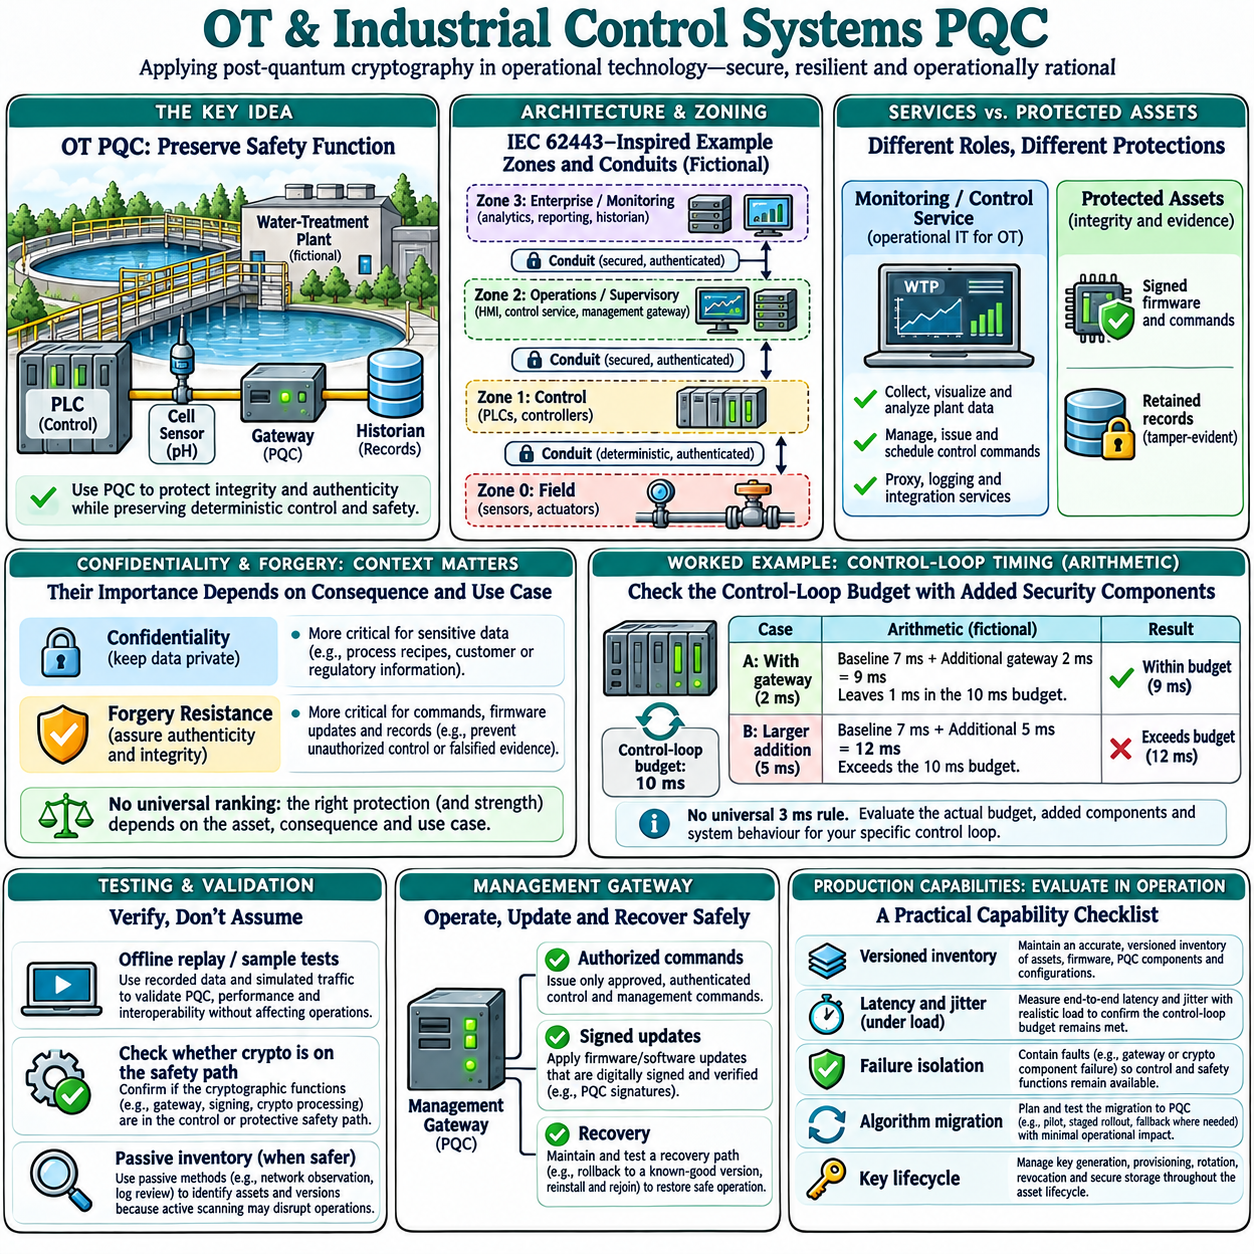 OT & Industrial Control Systems PQC
Applying post-quantum cryptography in operational technology—secure, resilient and operationally rational
THE KEY IDEA
OT PQC: Preserve Safety Function
Water-Treatment
Plant
(fictional)
PLC
(Control)
Cell
Sensor
(pH)
Gateway
(PQC)
Historian
(Records)
Use PQC to protect integrity and authenticity
while preserving deterministic control and safety.
ARCHITECTURE & ZONING
IEC 62443–Inspired Example
Zones and Conduits (Fictional)
Zone 3: Enterprise / Monitoring
(analytics, reporting, historian)
Conduit (secured, authenticated)
Zone 2: Operations / Supervisory
(HMI, control service, management gateway)
Conduit (secured, authenticated)
Zone 1: Control
(PLCs, controllers)
Conduit (deterministic, authenticated)
Zone 0: Field
(sensors, actuators)
SERVICES vs. PROTECTED ASSETS
Different Roles, Different Protections
Monitoring / Control
Service
(operational IT for OT)
WTP
Collect, visualize and
analyze plant data
Manage, issue and
schedule control commands
Proxy, logging and
integration services
Protected Assets
(integrity and evidence)
Signed
firmware
and commands
Retained
records
(tamper-evident)
CONFIDENTIALITY & FORGERY: CONTEXT MATTERS
Their Importance Depends on Consequence and Use Case
Confidentiality
(keep data private)
• More critical for sensitive data
(e.g., process recipes, customer or
regulatory information).
Forgery Resistance
(assure authenticity
and integrity)
• More critical for commands, firmware
updates and records (e.g., prevent
unauthorized control or falsified evidence).
No universal ranking: the right protection (and strength)
depends on the asset, consequence and use case.
WORKED EXAMPLE: CONTROL-LOOP TIMING (ARITHMETIC)
Check the Control-Loop Budget with Added Security Components
Control-loop
budget:
10 ms
Case
Arithmetic (fictional)
Result
A: With
gateway
(2 ms)
Baseline 7 ms + Additional gateway 2 ms
= 9 ms
Leaves 1 ms in the 10 ms budget.
Within budget
(9 ms)
B: Larger
addition
(5 ms)
Baseline 7 ms + Additional 5 ms
= 12 ms
Exceeds the 10 ms budget.
Exceeds budget
(12 ms)
No universal 3 ms rule. Evaluate the actual budget, added components and
system behaviour for your specific control loop.
TESTING & VALIDATION
Verify, Don't Assume
Offline replay / sample tests
Use recorded data and simulated traffic
to validate PQC, performance and
interoperability without affecting operations.
Check whether crypto is on
the safety path
Confirm if the cryptographic functions
(e.g., gateway, signing, crypto processing)
are in the control or protective safety path.
Passive inventory (when safer)
Use passive methods (e.g., network observation,
log review) to identify assets and versions
because active scanning may disrupt operations.
MANAGEMENT GATEWAY
Operate, Update and Recover Safely
Management
Gateway
(PQC)
Authorized commands
Issue only approved, authenticated
control and management commands.
Signed updates
Apply firmware/software updates
that are digitally signed and verified
(e.g., PQC signatures).
Recovery
Maintain and test a recovery path
(e.g., rollback to a known-good version,
reinstall and rejoin) to restore safe operation.
PRODUCTION CAPABILITIES: EVALUATE IN OPERATION
A Practical Capability Checklist
Versioned inventory
Maintain an accurate, versioned inventory
of assets, firmware, PQC components and
configurations.
Latency and jitter
(under load)
Measure end-to-end latency and jitter with
realistic load to confirm the control-loop
budget remains met.
Failure isolation
Contain faults (e.g., gateway or crypto
component failure) so control and safety
functions remain available.
Algorithm migration
Plan and test the migration to PQC
(e.g., pilot, staged rollout, fallback where needed)
with minimal operational impact.
Key lifecycle
Manage key generation, provisioning, rotation,
revocation and secure storage throughout the
asset lifecycle.